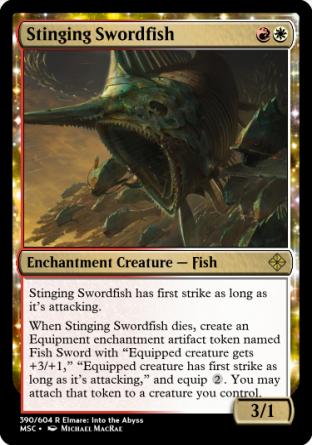 Stinging Swordfish
Enchantment Creature — Fish
Stinging Swordfish has first strike as long as
it's attacking.
When Stinging Swordfish dies, create an
Equipment enchantment artifact token named
Fish Sword with “Equipped creature gets
+3/+1,” “Equipped creature has first strike as
long as it's attacking,” and equip 2. You may
attach that token to a creature you control.
3/1
390/604 R Elmare: Into the Abyss
MSC • Michael MacRae